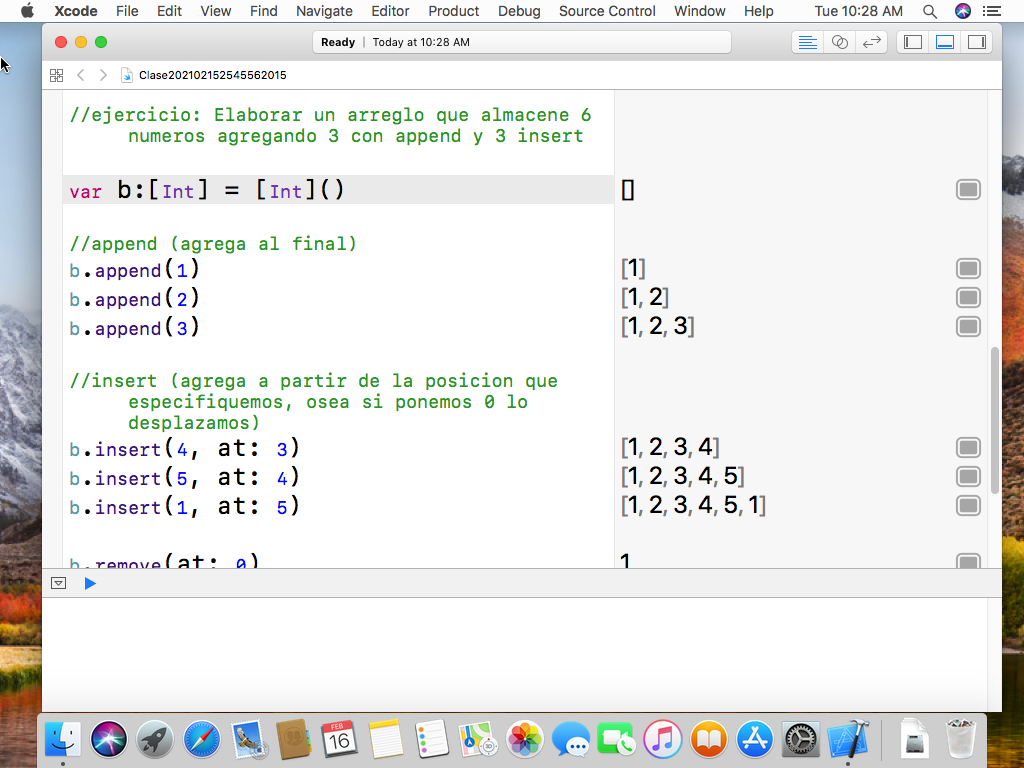 Xcode File Edit View Find Navigate Editor Product Debug Source Control Window Help Tue 10:28 AM
Ready | Today at 10:28 AM
Clase202102152545562015
//ejercicio: Elaborar un arreglo que almacene 6
numeros agregando 3 con append y 3 insert
var b:[Int] = [Int]() []
//append (agrega al final)
b.append(1) [1]
b.append(2) [1, 2]
b.append(3) [1, 2, 3]
//insert (agrega a partir de la posicion que
especifiquemos, osea si ponemos 0 lo
desplazamos)
b.insert(4, at: 3) [1, 2, 3, 4]
b.insert(5, at: 4) [1, 2, 3, 4, 5]
b.insert(1, at: 5) [1, 2, 3, 4, 5, 1]
b.remove(at: 0) 1
FEB
16